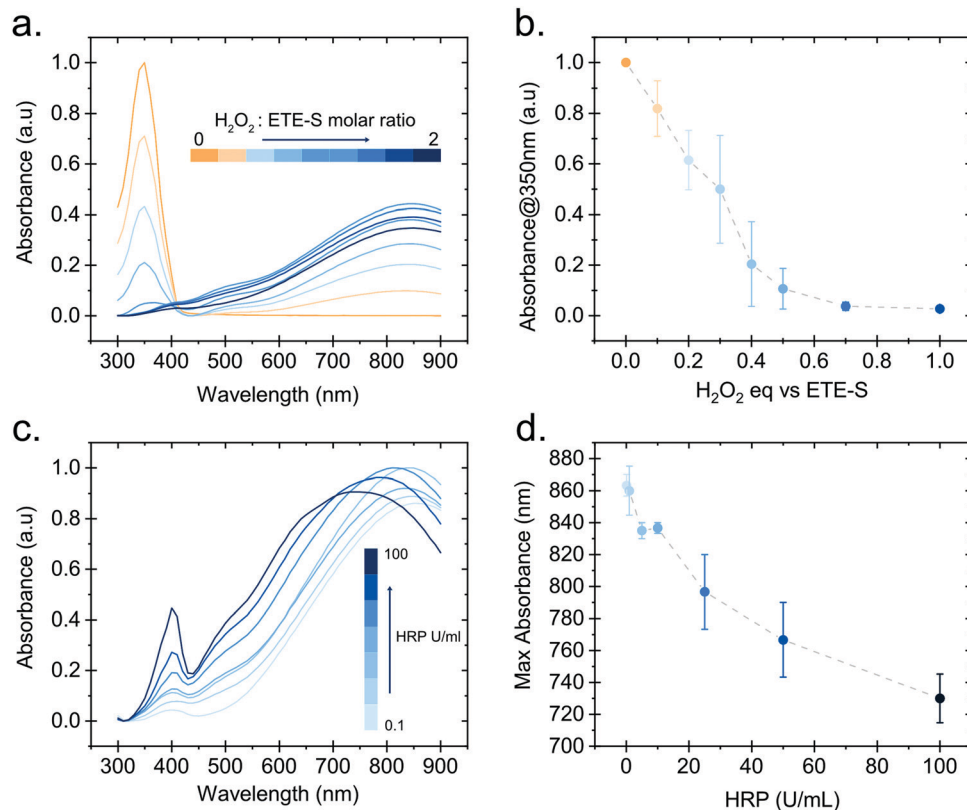 a.
Absorbance (a.u)
1.0
0.8
0.6
0.4
0.2
0.0
H₂O₂ : ETE-S molar ratio
0 2
300 400 500 600 700 800 900
Wavelength (nm)
b.
Absorbance@350nm (a.u)
1.0
0.8
0.6
0.4
0.2
0.0
0.0 0.2 0.4 0.6 0.8 1.0
H₂O₂ eq vs ETE-S
c.
Absorbance (a.u)
1.0
0.8
0.6
0.4
0.2
0.0
100
HRP U/ml
0.1
300 400 500 600 700 800 900
Wavelength (nm)
d.
Max Absorbance (nm)
880
860
840
820
800
780
760
740
720
700
0 20 40 60 80 100
HRP (U/mL)